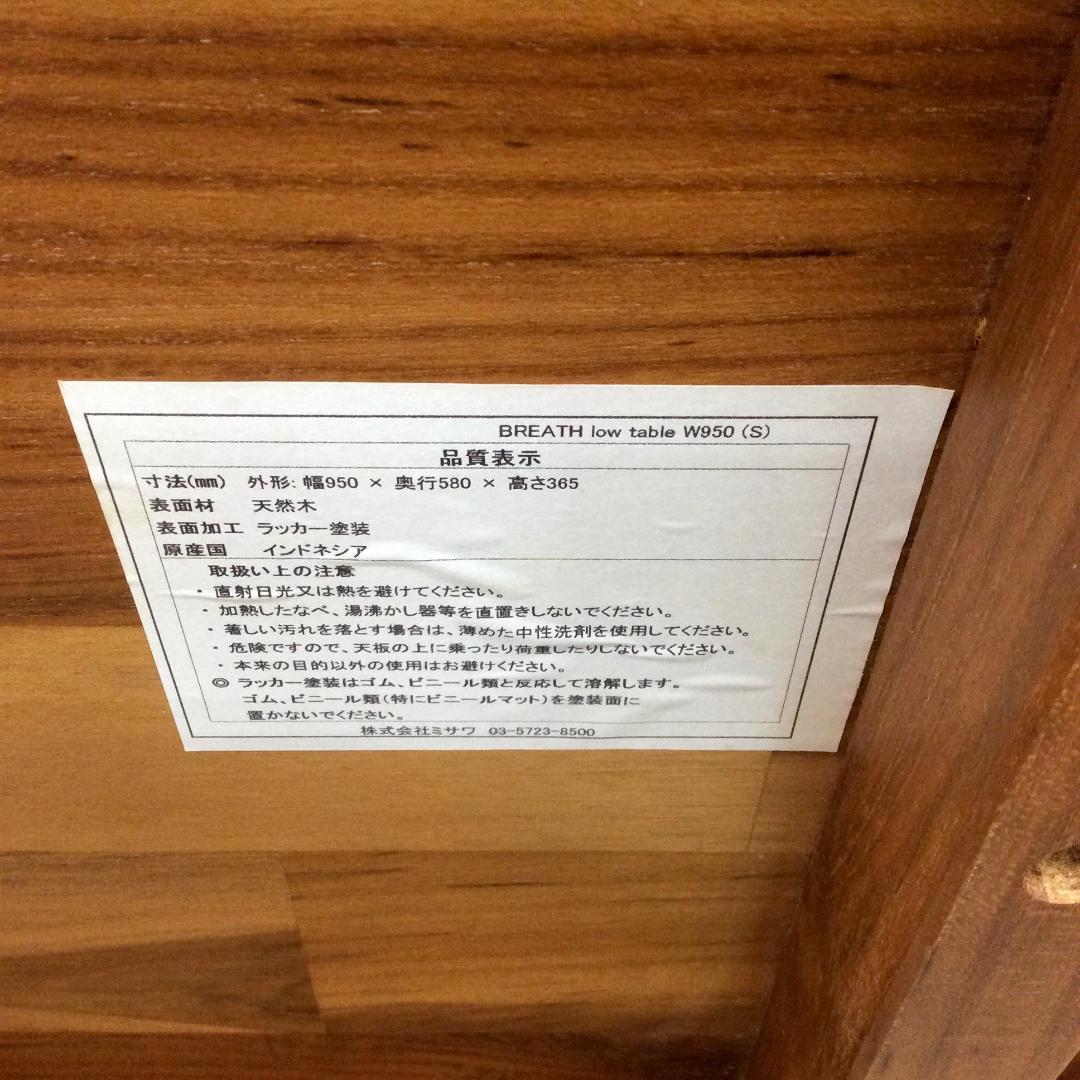 BREATH low table W950 (S)
品質表示
寸法(mm) 外形: 幅950 × 奥行580 × 高さ365
表面材 天然木
表面加工 ラッカー塗装
原産国 インドネシア
取扱い上の注意
・直射日光又は熱を避けてください。
・加熱したなべ、湯沸かし器等を直置きしないでください。
・著しい汚れを落とす場合は、薄めた中性洗剤を使用してください。
・危険ですので、天板の上に乗ったり荷重したりしないでください。
・本来の目的以外の使用はお避けください。
◎ ラッカー塗装はゴム、ビニール類と反応して溶解します。
ゴム、ビニール類(特にビニールマット)を塗装面に
置かないでください。
株式会社ミサワ 03-5723-8500